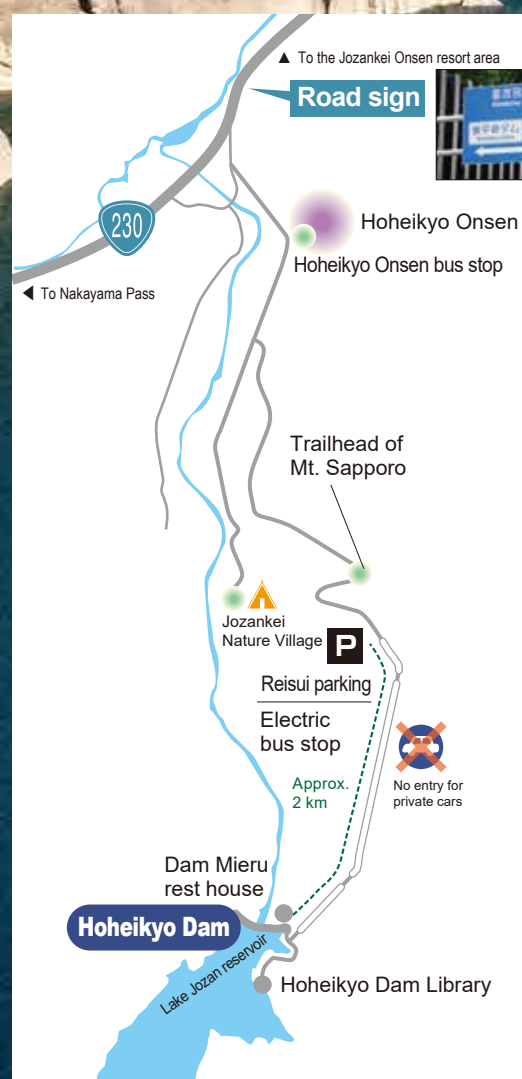 ▲ To the Jozankei Onsen resort area
Road sign
230
Hoheikyo Onsen
Hoheikyo Onsen bus stop
◀ To Nakayama Pass
Trailhead of
Mt. Sapporo
Jozankei
Nature Village
P
Reisui parking
Electric
bus stop
Approx.
2 km
No entry for
private cars
Dam Mieru
rest house
Hoheikyo Dam
Lake Jozan reservoir
Hoheikyo Dam Library